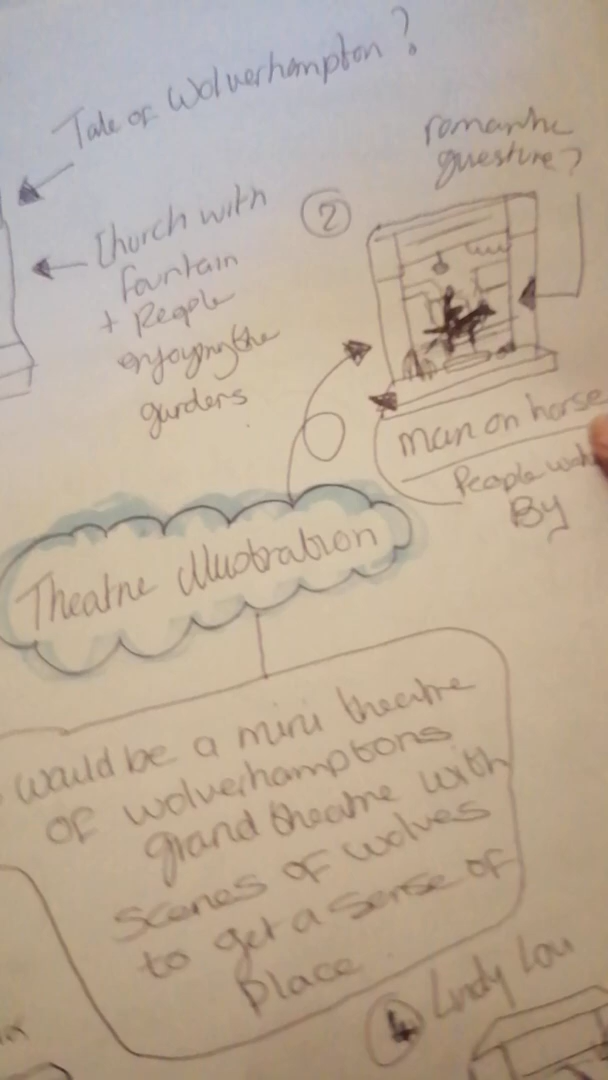 Tale of Wolverhampton?
Church with
fountain
+ People
enjoying the
gardens
2
romantic
guesture?
man on horse
People
By
Theatre illustration
would be a mini theatre
of wolverhamptons
grand theatre with
scenes of wolves
to get a sense of
place
4 Lindy Lou